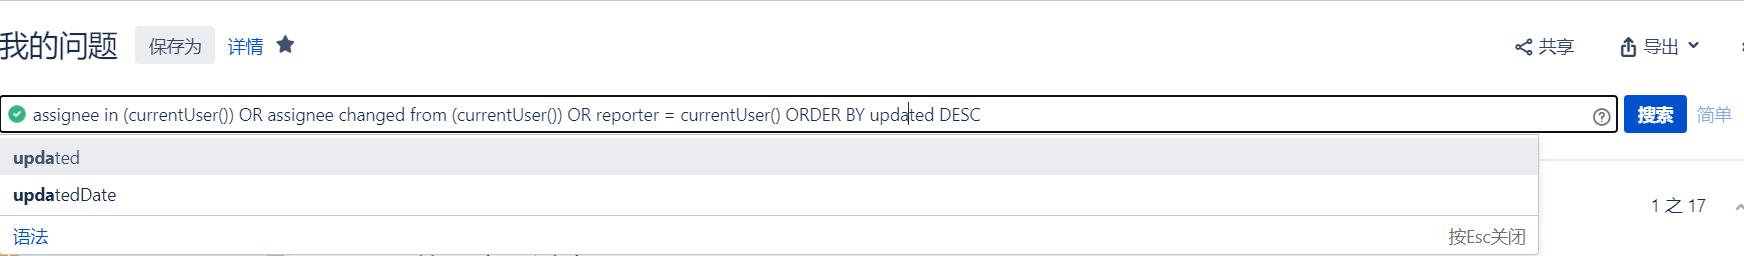 我的问题 保存为 详情 共享 导出
assignee in (currentUser()) OR assignee changed from (currentUser()) OR reporter = currentUser() ORDER BY updated DESC 搜索 简单
updated
updatedDate
1 之 17
语法 按Esc关闭